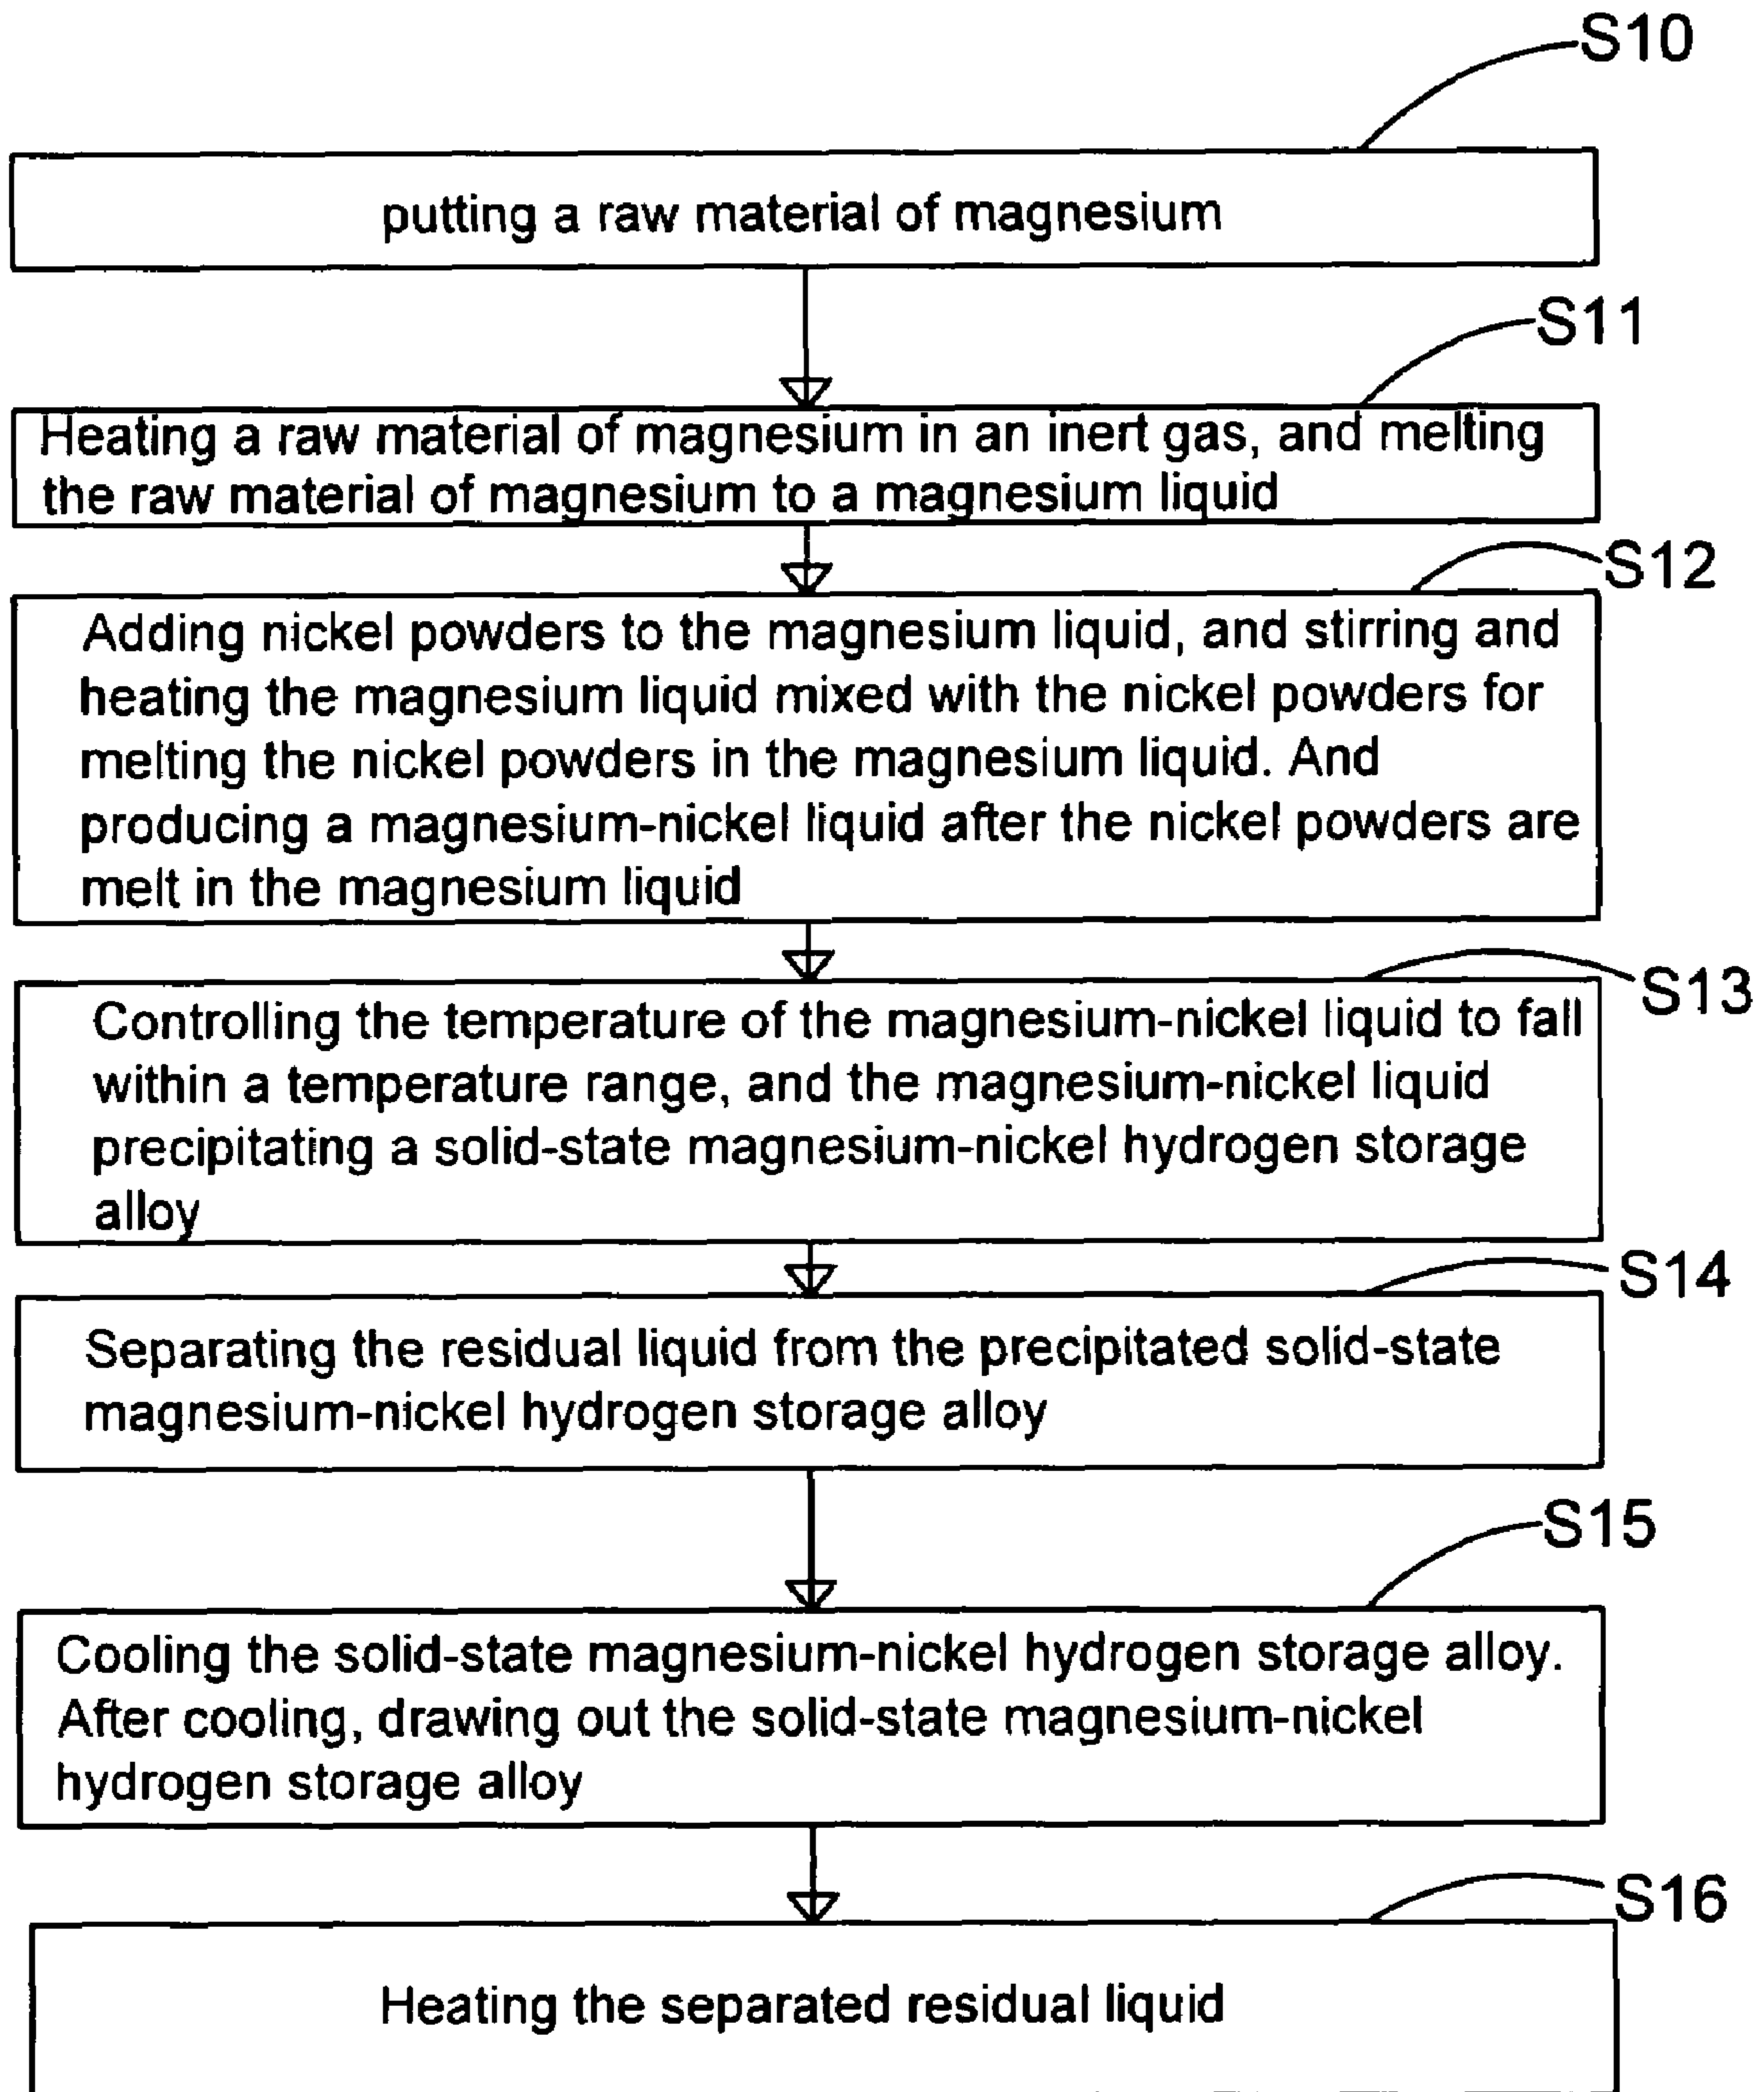 S10
putting a raw material of magnesium
S11
Heating a raw material of magnesium in an inert gas, and melting
the raw material of magnesium to a magnesium liquid
S12
Adding nickel powders to the magnesium liquid, and stirring and
heating the magnesium liquid mixed with the nickel powders for
melting the nickel powders in the magnesium liquid. And
producing a magnesium-nickel liquid after the nickel powders are
melt in the magnesium liquid
S13
Controlling the temperature of the magnesium-nickel liquid to fall
within a temperature range, and the magnesium-nickel liquid
precipitating a solid-state magnesium-nickel hydrogen storage
alloy
S14
Separating the residual liquid from the precipitated solid-state
magnesium-nickel hydrogen storage alloy
S15
Cooling the solid-state magnesium-nickel hydrogen storage alloy.
After cooling, drawing out the solid-state magnesium-nickel
hydrogen storage alloy
S16
Heating the separated residual liquid